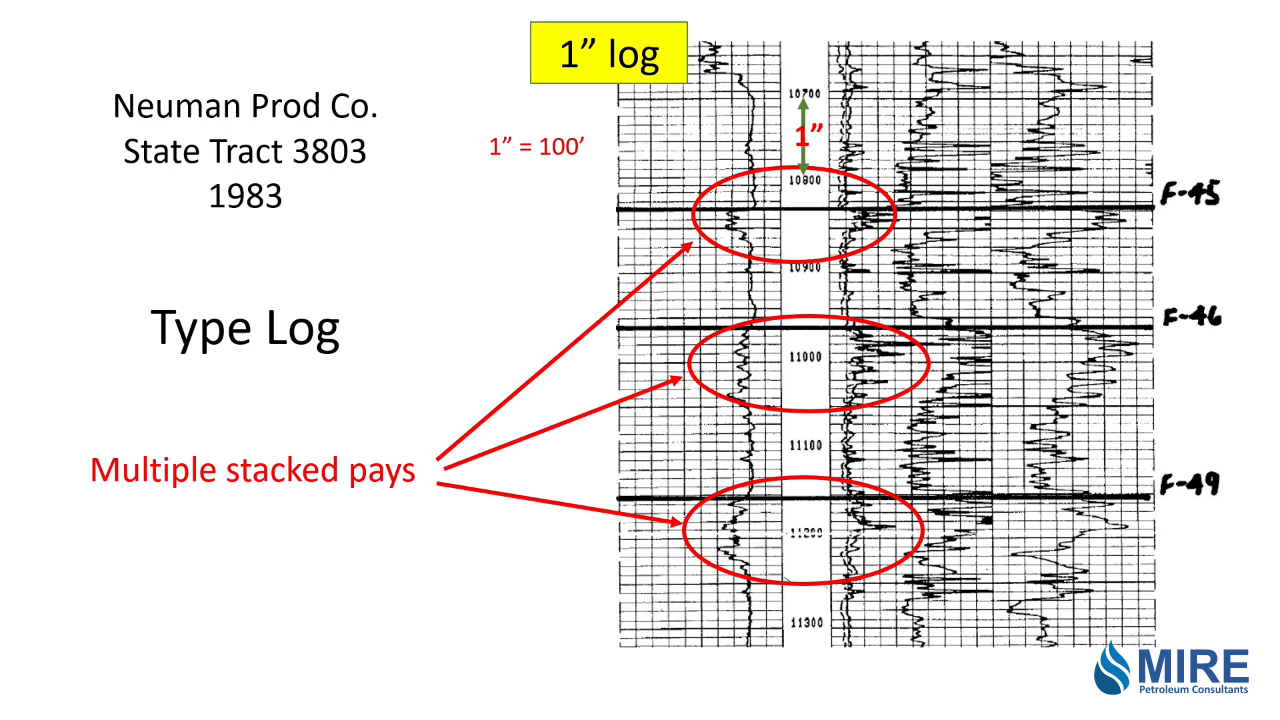 1” log
Neuman Prod Co.
State Tract 3803
1983
1” = 100’
Type Log
Multiple stacked pays
10700
1”
10800
F-45
10900
F-46
11000
11100
F-49
11200
11300
MIRE
Petroleum Consultants